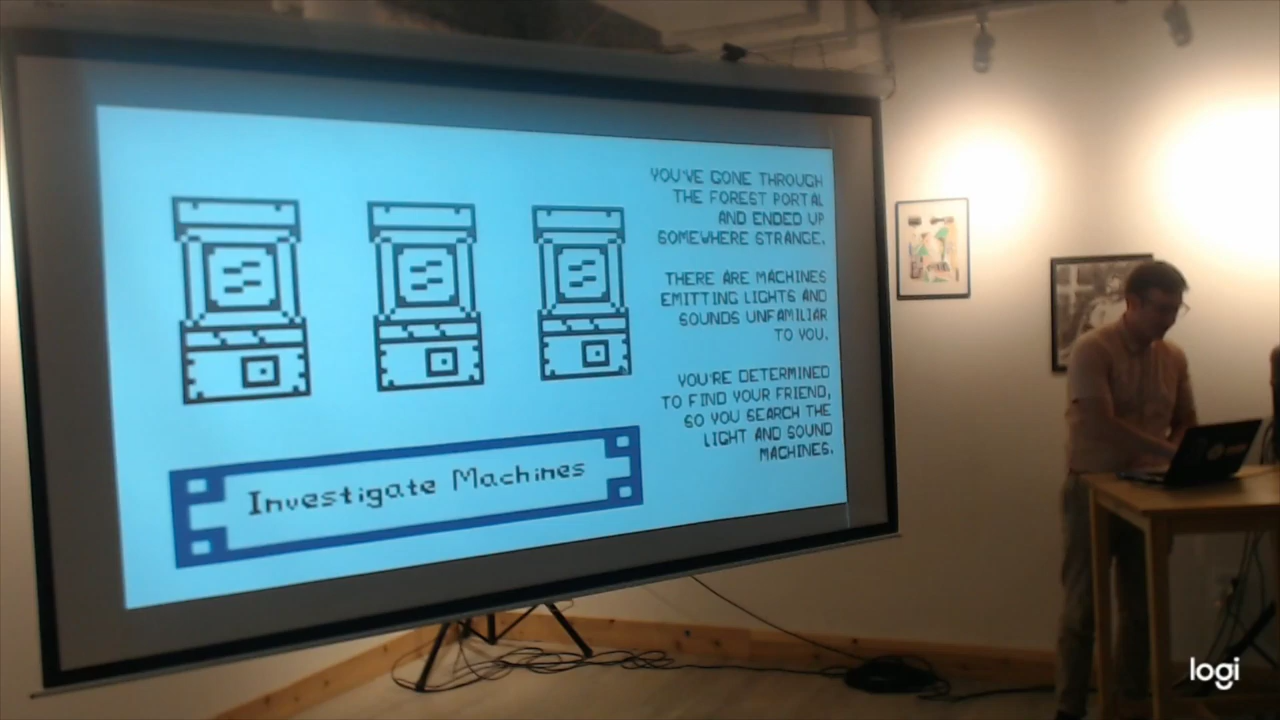 YOU'VE GONE THROUGH
THE FOREST PORTAL
AND ENDED UP
SOMEWHERE STRANGE.
THERE ARE MACHINES
EMITTING LIGHTS AND
SOUNDS UNFAMILIAR
TO YOU.
YOU'RE DETERMINED
TO FIND YOUR FRIEND,
SO YOU SEARCH THE
LIGHT AND SOUND
MACHINES.
Investigate Machines
logi